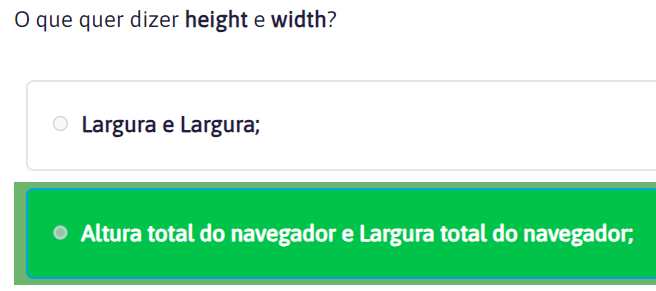 O que quer dizer height e width?
Largura e Largura;
Altura total do navegador e Largura total do navegador;